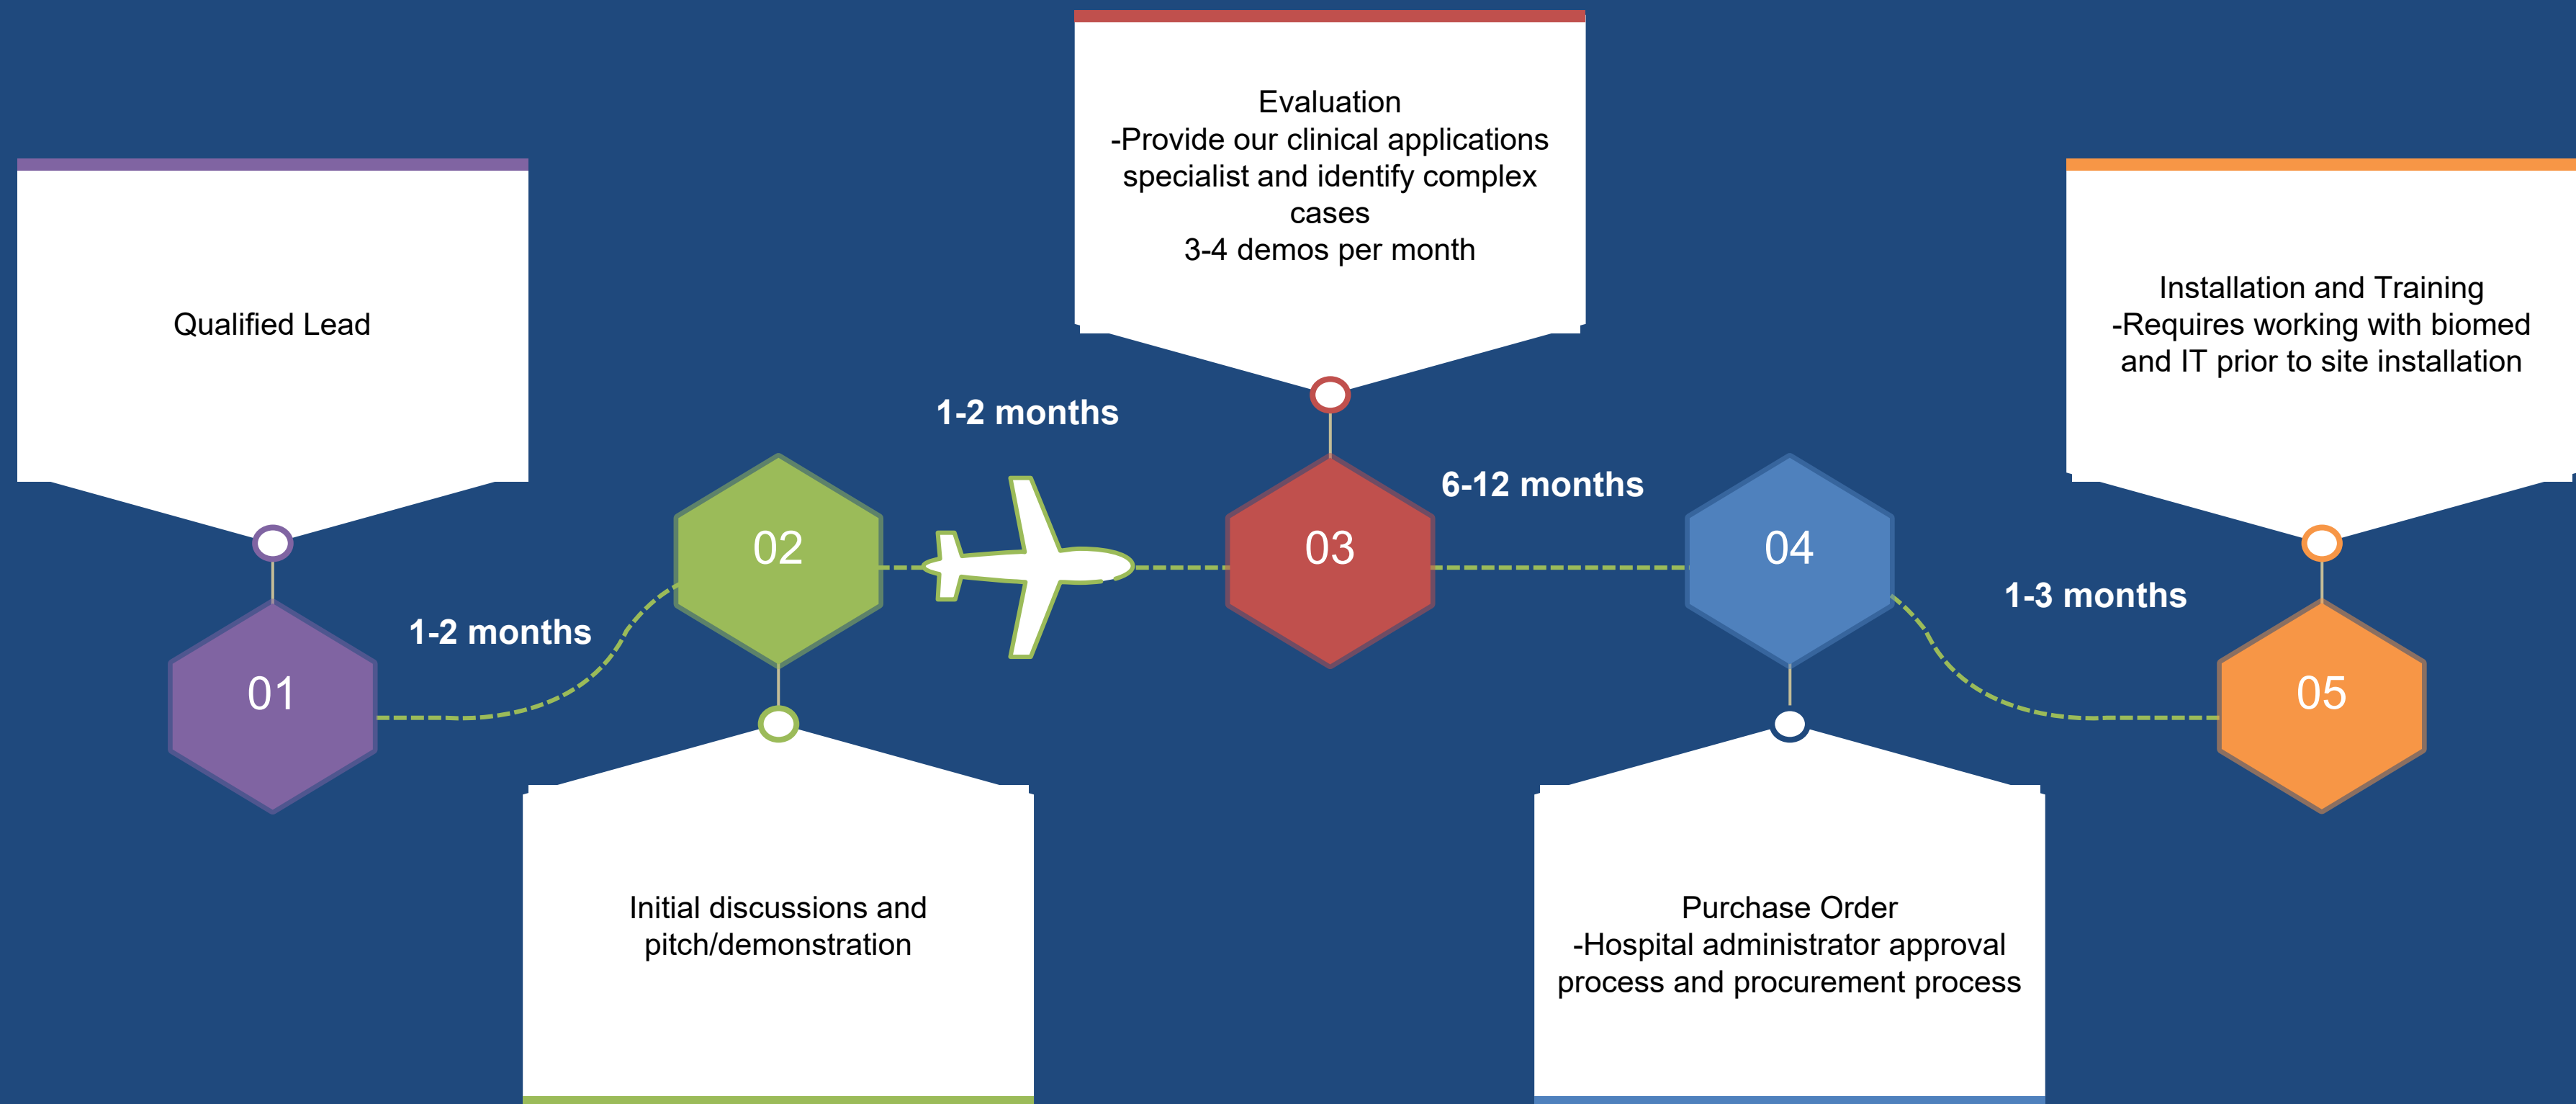 Qualified Lead
01
1-2 months
02
Initial discussions and
pitch/demonstration
1-2 months
Evaluation
-Provide our clinical applications
specialist and identify complex
cases
3-4 demos per month
03
6-12 months
04
Purchase Order
-Hospital administrator approval
process and procurement process
1-3 months
Installation and Training
-Requires working with biomed
and IT prior to site installation
05